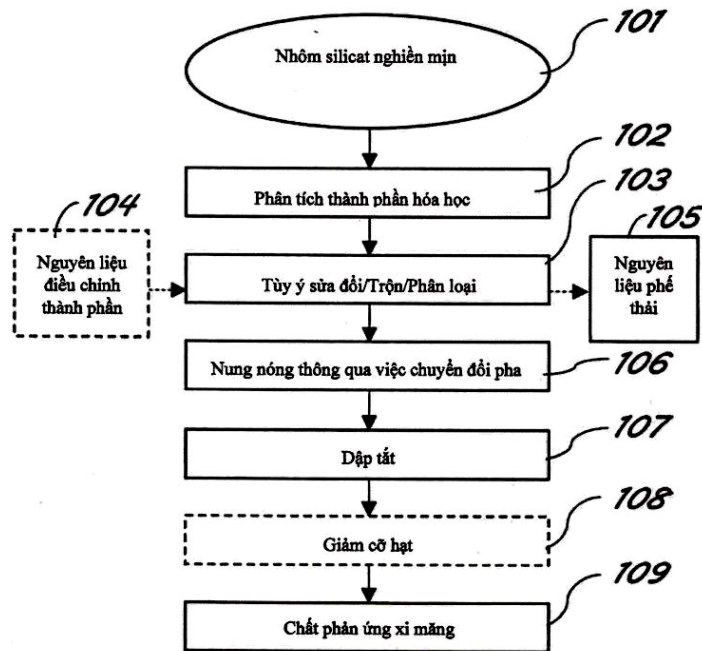 101
Nhôm silicat nghiền mịn
102
Phân tích thành phần hóa học
103
104
Nguyên liệu
điều chỉnh
thành phần
Tùy ý sửa đổi/Trộn/Phân loại
105
Nguyên
liệu phế
thải
106
Nung nóng thông qua việc chuyển đổi pha
107
Dập tắt
108
Giảm cỡ hạt
109
Chất phản ứng xi măng